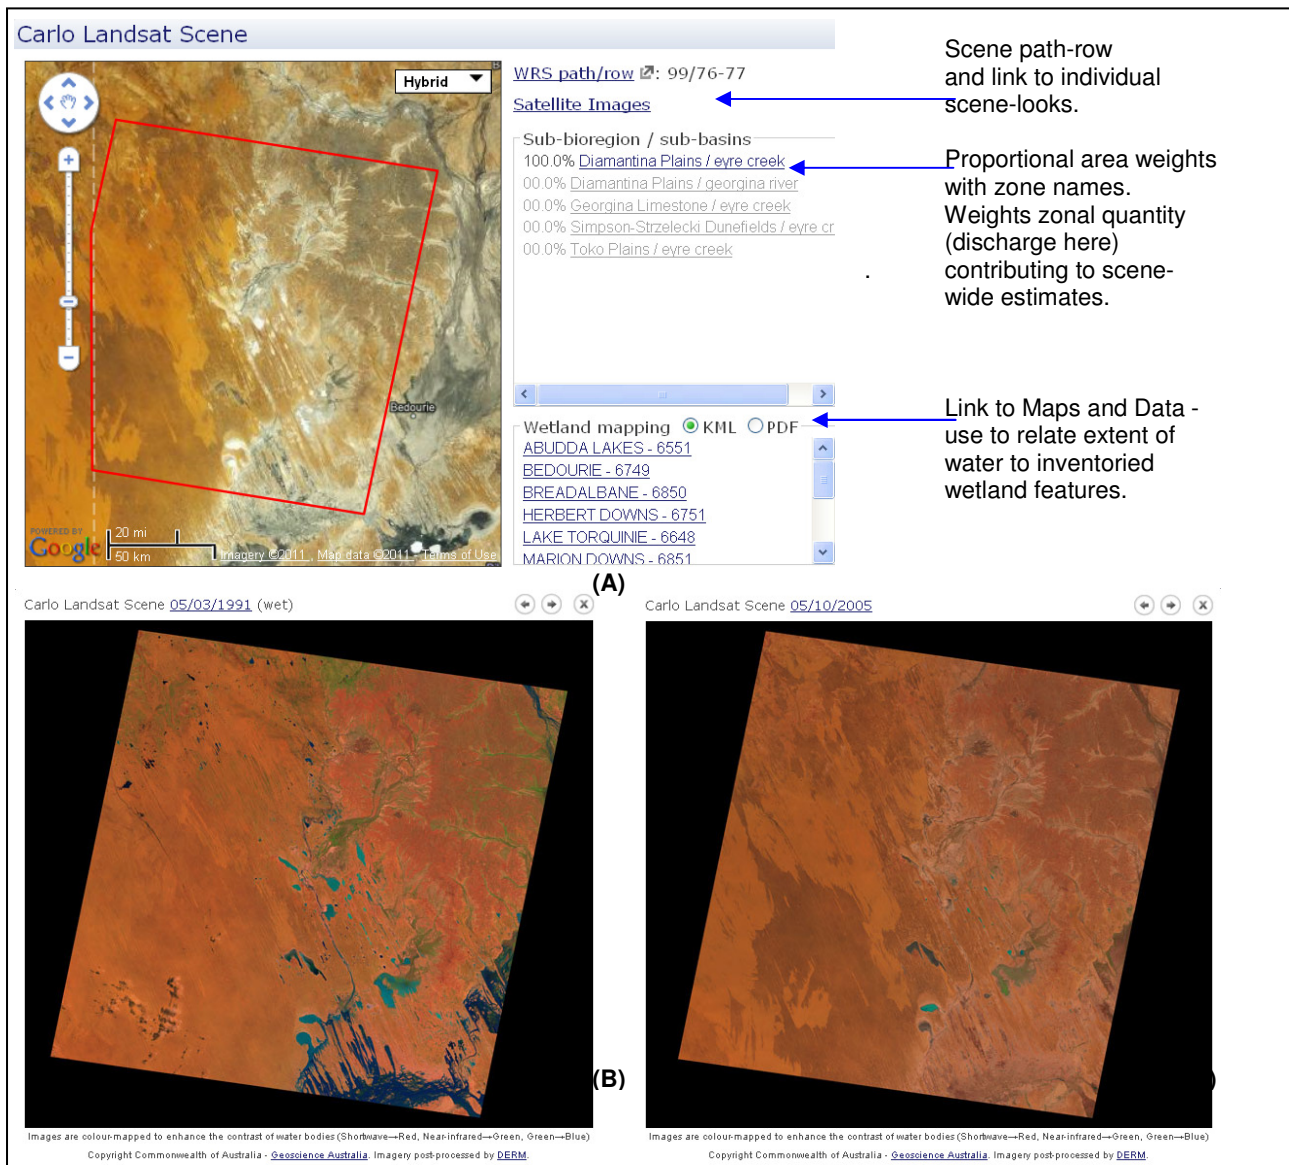 Carlo Landsat Scene
Hybrid
Bedourie
POWERED BY
Google
20 mi
50 km
Imagery ©2011 , Map data ©2011 - Terms of Use
WRS path/row : 99/76-77
Satellite Images
Sub-bioregion / sub-basins
100.0% Diamantina Plains / eyre creek
00.0% Diamantina Plains / georgina river
00.0% Georgina Limestone / eyre creek
00.0% Simpson-Strzelecki Dunefields / eyre cr
00.0% Toko Plains / eyre creek
Wetland mapping KML PDF
ABUDDA LAKES - 6551
BEDOURIE - 6749
BREADALBANE - 6850
HERBERT DOWNS - 6751
LAKE TORQUINIE - 6648
MARION DOWNS - 6851
Scene path-row
and link to individual
scene-looks.
Proportional area weights
with zone names.
Weights zonal quantity
(discharge here)
contributing to scene-
wide estimates.
.
Link to Maps and Data -
use to relate extent of
water to inventoried
wetland features.
(A)
Carlo Landsat Scene 05/03/1991 (wet)
Carlo Landsat Scene 05/10/2005
(B)
)
Images are colour-mapped to enhance the contrast of water bodies (Shortwave→Red, Near-infrared→Green, Green→Blue)
Copyright Commonwealth of Australia - Geoscience Australia. Imagery post-processed by DERM.
Images are colour-mapped to enhance the contrast of water bodies (Shortwave→Red, Near-infrared→Green, Green→Blue)
Copyright Commonwealth of Australia - Geoscience Australia. Imagery post-processed by DERM.